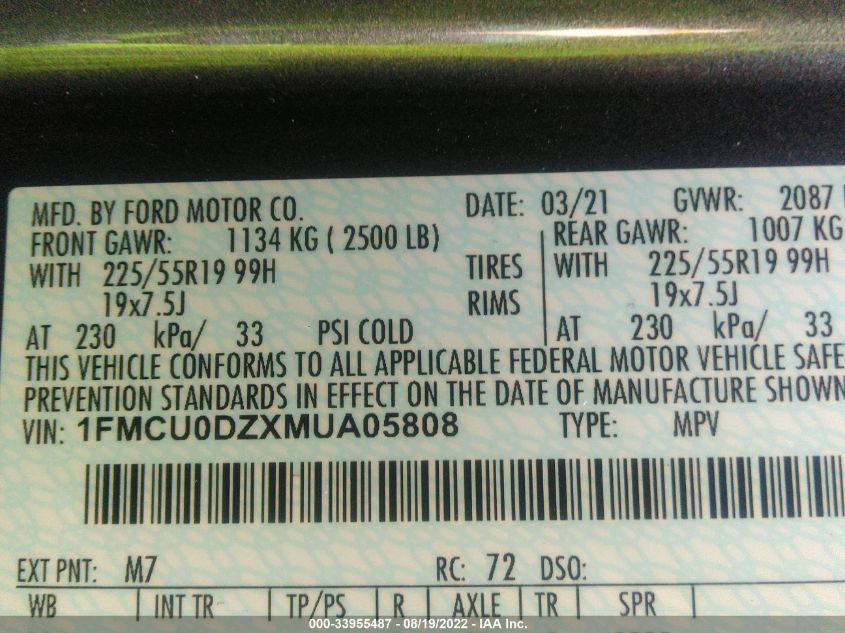 MFD. BY FORD MOTOR CO. DATE: 03/21 GVWR: 2087
FRONT GAWR: 1134 KG ( 2500 LB) REAR GAWR: 1007 KG
WITH 225/55R19 99H TIRES WITH 225/55R19 99H
19x7.5J RIMS 19x7.5J
AT 230 kPa/ 33 PSI COLD AT 230 kPa/ 33
THIS VEHICLE CONFORMS TO ALL APPLICABLE FEDERAL MOTOR VEHICLE SAFE
PREVENTION STANDARDS IN EFFECT ON THE DATE OF MANUFACTURE SHOWN
VIN: 1FMCU0DZXMUA05808 TYPE: MPV
EXT PNT: M7 RC: 72 DSO:
WB INT TR TP/PS R AXLE TR SPR
000-33955487 - 08/19/2022 - IAA Inc.